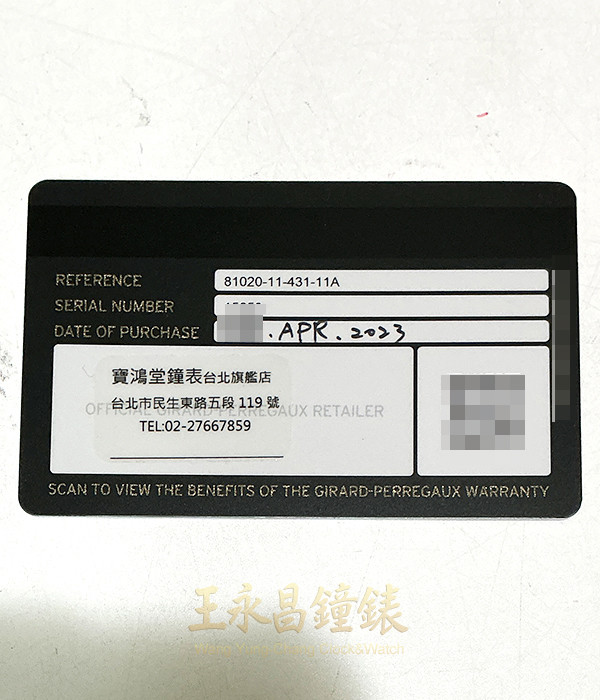 REFERENCE 81020-11-431-11A
SERIAL NUMBER
DATE OF PURCHASE . APR . 2023
寶鴻堂鐘表台北旗艦店
台北市民生東路五段 119 號
OFFICIAL GIRARD-PERREGAUX RETAILER
TEL:02-27667859
SCAN TO VIEW THE BENEFITS OF THE GIRARD-PERREGAUX WARRANTY
王永昌鐘錶